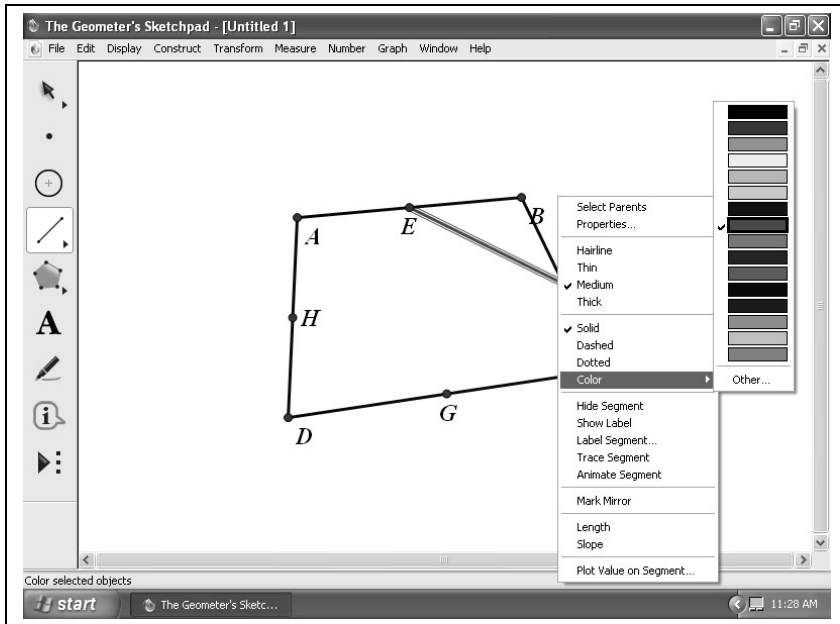 The Geometer's Sketchpad - [Untitled 1]
File Edit Display Construct Transform Measure Number Graph Window Help
A
E
B
H
D
G
A
Select Parents
Properties...
Hairline
Thin
Medium
Thick
Solid
Dashed
Dotted
Color
Hide Segment
Show Label
Label Segment...
Trace Segment
Animate Segment
Mark Mirror
Length
Slope
Plot Value on Segment...
Other...
Color selected objects
start
The Geometer's Sketc...
11:28 AM